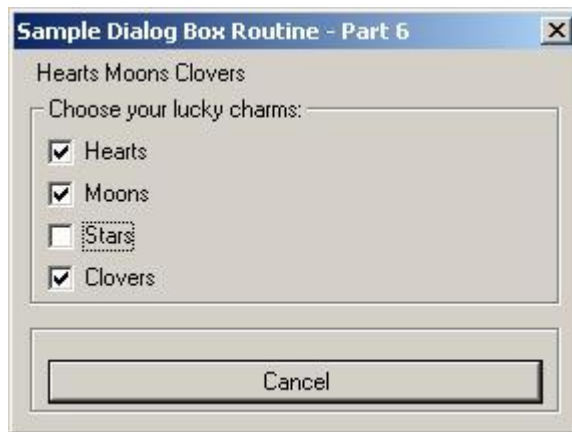 Sample Dialog Box Routine - Part 6
Hearts Moons Clovers
Choose your lucky charms:
Hearts
Moons
Stars
Clovers
Cancel